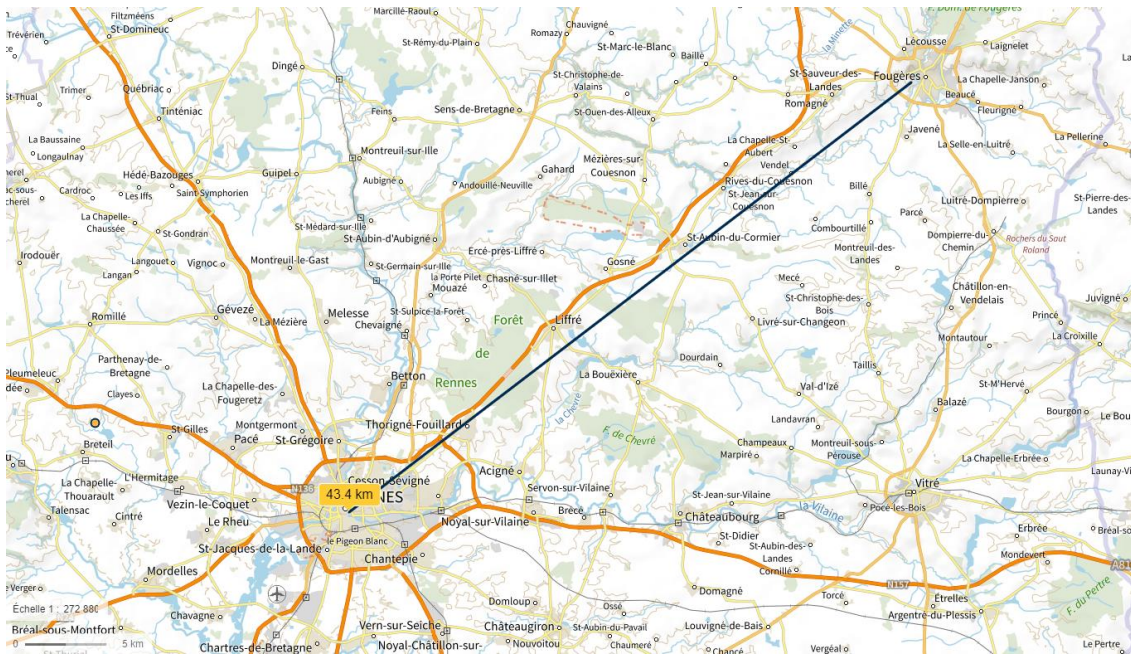 F. Dom. de Fougères
Marcillé-Raoul
Filtzméens
Chauvigné
Trévérien
St-Domineuc
Romazy
la Minette
Lécousse
St-Rémy-du-Plain
St-Marc-le-Blanc
Baillé
Laignelet
Dingé
St-Christophe-de-
Valains
St-Sauveur-des-
Landes
Fougères
La Chapelle-Janson
St-Thual
Trimer
Québriac
Romagné
Beaucé
Fleurigné
Tinténiac
Feins
Sens-de-Bretagne
St-Ouen-des-Alleux
Javené
La Pellerine
La Baussaine
Longaulnay
Montreuil-sur-Ille
La Chapelle-St-
Aubert
Vendel
La Selle-en-Luitré
Mézières-sur-
Couesnon
Hédé-Bazouges
Guipel
Gahard
Cardroc
Les Iffs
Saint Symphorien
Aubigné
Andouillé-Neuville
Rives-du-Couesnon
St-Jean-sur-
Couesnon
Billé
Luitré-Dompierre
St-Pierre-des-
Landes
La Chapelle-
Chaussée
St-Gondran
St-Médard-sur-Ille
St-Aubin-d'Aubigné
Parcé
Combourtillé
Dompierre-du-
Chemin
Rochers du Saut
Roland
St-Aubin-du-Cormier
Irodouër
Langouet
Vignoc
Montreuil-le-Gast
Ercé-près-Liffré
Montreuil-des-
Landes
Langan
St-Germain-sur-Ille
la Porte Pilet
Mouazé
Chasné-sur-Illet
Gosné
Mecé
Châtillon-en-
Vendelais
Juvigné
Romillé
Gévezé
La Mézière
Melesse
Chevaigné
St-Sulpice-la-Forêt
Forêt
de
Rennes
Liffré
St-Christophe-des-
Bois
Livré-sur-Changeon
Princé
La Croixille
Montautour
Parthenay-de-
Bretagne
Pleumeleuc
Clayes
La Chapelle-des-
Fougeretz
Betton
La Bouëxière
Dourdain
Taillis
Val-d'Izé
St-M'Hervé
la Chevré
Balazé
Bourgon
Montgermont
St-Gilles
Pacé
St-Grégoire
Thorigné-Fouillard
Landavran
F. de Chevré
Champeaux
Marpiré
Montreuil-sous-
Pérouse
Breteil
La Chapelle-Erbrée
L'Hermitage
Cesson-Sévigné
Acigné
La Chapelle-
Thouarault
Talensac
N136
43.4 km
NES
Servon-sur-Vilaine
St-Jean-sur-Vilaine
Vitré
Vezin-le-Coquet
Cintré
Le Rheu
Noyal-sur-Vilaine
Brécé
Châteaubourg
la Vilaine
Pocé-les-Bois
le Pigeon Blanc
St-Jacques-de-la-Lande
Chantepie
St-Didier
St-Aubin-des-
Landes
Cornillé
Erbrée
Mondevert
Mordelles
N157
Domagné
Torcé
Étrelles
Argentré-du-Plessis
F. du Pertre
Échelle 1 : 272 880
Chavagne
Domloup
Ossé
Bréal-sous-Montfort
Vern-sur-Seiche
Châteaugiron
St-Aubin-du-Pavail
Louvigné-de-Bais
0 5 km
Chartres-de-Bretagne
Noyal-Châtillon-sur-
Nouvoitou
Chaumeré
Chancé
Vergéal
Le Pertre